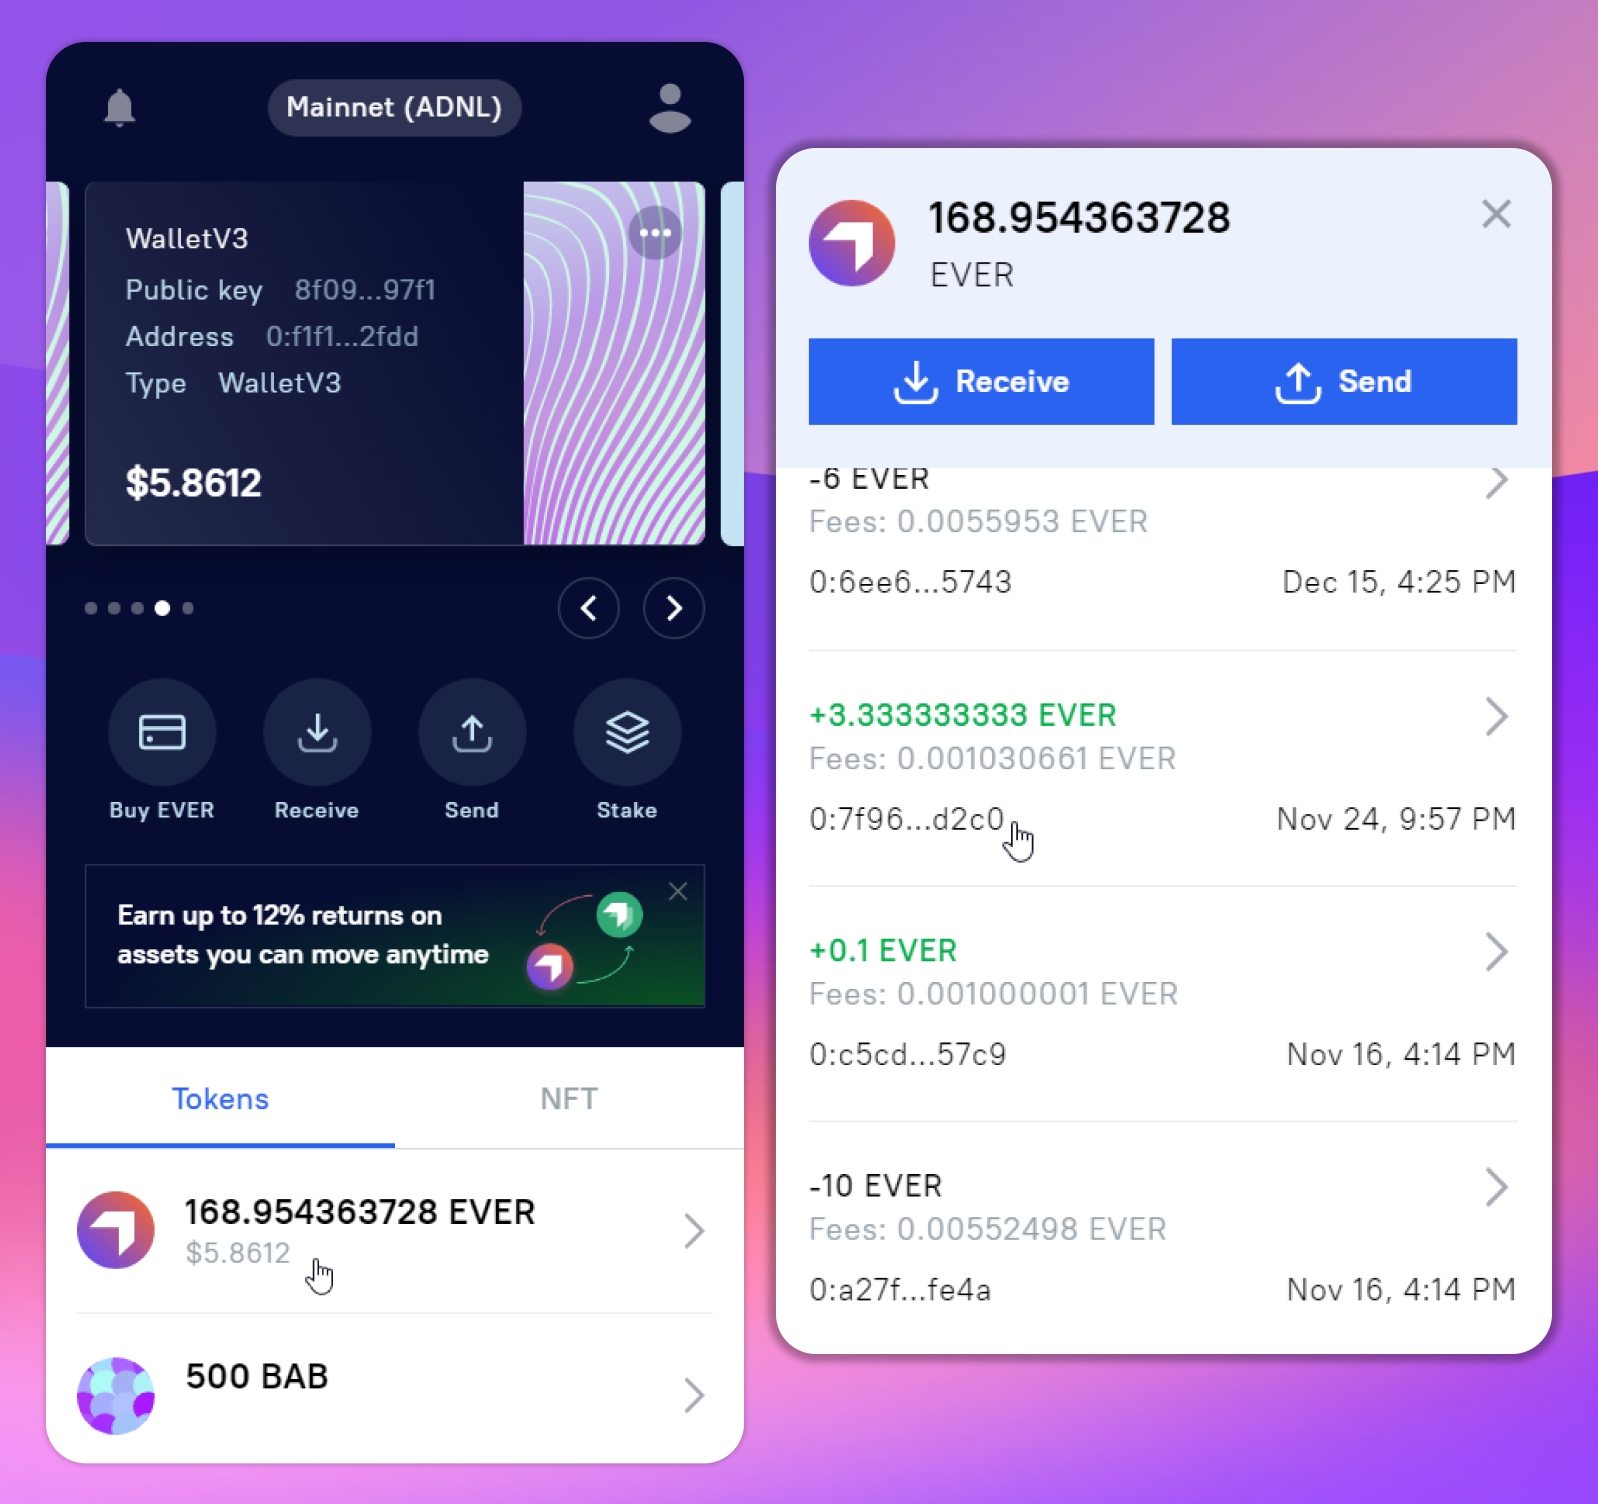 Mainnet (ADNL)
WalletV3
Public key 8f09...97f1
Address 0:f1f1...2fdd
Type WalletV3
$5.8612
Buy EVER
Receive
Send
Stake
Earn up to 12% returns on
assets you can move anytime
Tokens
NFT
168.954363728 EVER
$5.8612
500 BAB
168.954363728
EVER
Receive
Send
-6 EVER
Fees: 0.0055953 EVER
0:6ee6...5743
Dec 15, 4:25 PM
+3.333333333 EVER
Fees: 0.001030661 EVER
0:7f96...d2c0
Nov 24, 9:57 PM
+0.1 EVER
Fees: 0.001000001 EVER
0:c5cd...57c9
Nov 16, 4:14 PM
-10 EVER
Fees: 0.00552498 EVER
0:a27f...fe4a
Nov 16, 4:14 PM